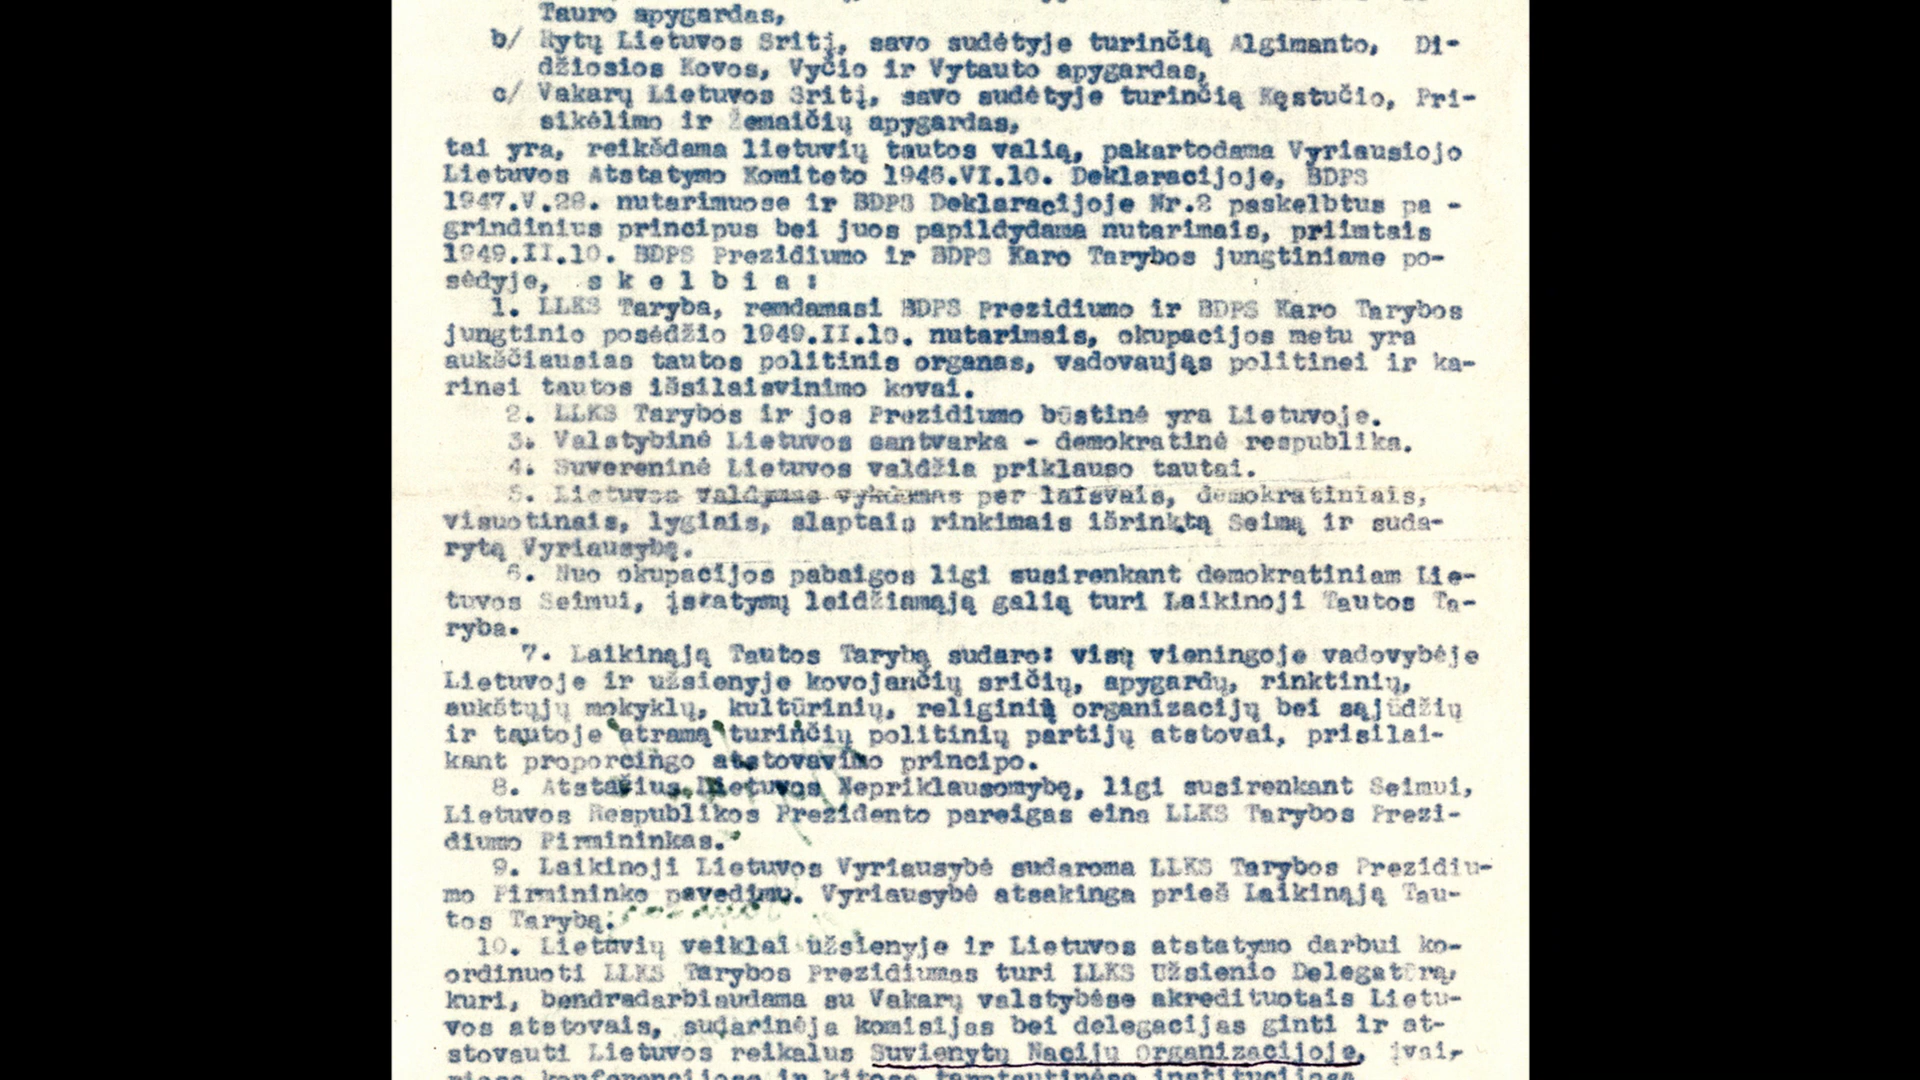 Tauro apygardas,
b/ Rytų Lietuvos Sritį, savo sudėtyje turinčią Algimanto, Di-
džiosios Kovos, Vyčio ir Vytauto apygardas,
c/ Vakarų Lietuvos Sritį, savo sudėtyje turinčią Kęstučio, Pri-
sikėlimo ir Žemaičių apygardas,
tai yra, reikšdama lietuvių tautos valią, pakartodama Vyriausiojo
Lietuvos Atstatymo Komiteto 1946.VI.10. Deklaracijoje, BDPS
1947.V.28. nutarimuose ir BDPS Deklaracijoje Nr.2 paskelbtus pa -
grindinius principus bei juos papildydama nutarimais, priimtais
1949.II.10. BDPS Prezidiumo ir BDPS Karo Tarybos jungtiniame po-
sėdyje, s k e l b i a :
1. LLKS Taryba, remdamasi BDPS Prezidiumo ir BDPS Karo Tarybos
jungtinio posėdžio 1949.II.10. nutarimais, okupacijos metu yra
aukščiausias tautos politinis organas, vadovaująs politinei ir ka-
rinei tautos išsilaisvinimo kovai.
2. LLKS Tarybos ir jos Prezidiumo būstinė yra Lietuvoje.
3. Valstybinė Lietuvos santvarka - demokratinė respublika.
4. Suvereninė Lietuvos valdžia priklauso tautai.
5. Lietuvos valdymas vykdomas per laisvais, demokratiniais,
visuotinais, lygiais, slaptais rinkimais išrinktą Seimą ir suda-
rytą Vyriausybę.
6. Nuo okupacijos pabaigos ligi susirenkant demokratiniam Lie-
tuvos Seimui, įstatymų leidžiamąją galią turi Laikinoji Tautos Ta-
ryba.
7. Laikinąją Tautos Tarybą sudaro: visų vieningoje vadovybėje
Lietuvoje ir užsienyje kovojančių sričių, apygardų, rinktinių,
aukštųjų mokyklų, kultūrinių, religinių organizacijų bei sąjūdžių
ir tautoje atramą turinčių politinių partijų atstovai, prisilai-
kant proporcingo atstovavimo principo.
8. Atstačius Lietuvos Nepriklausomybę, ligi susirenkant Seimui,
Lietuvos Respublikos Prezidento pareigas eina LLKS Tarybos Prezi-
diumo Pirmininkas.
9. Laikinoji Lietuvos Vyriausybė sudaroma LLKS Tarybos Prezidiu-
mo Pirmininko pavedimu. Vyriausybė atsakinga prieš Laikinąją Tau-
tos Tarybą.
10. Lietuvių veiklai užsienyje ir Lietuvos atstatymo darbui ko-
ordinuoti LLKS Tarybos Prezidiumas turi LLKS Užsienio Delegatūrą,
kuri, bendradarbiaudama su Vakarų valstybėse akredituotais Lietu-
vos atstovais, sudarinėja komisijas bei delegacijas ginti ir at-
stovauti Lietuvos reikalus Suvienytų Nacijų Organizacijoje, įvai-
riose konferencijose ir kitose tarptautinėse institucijose.